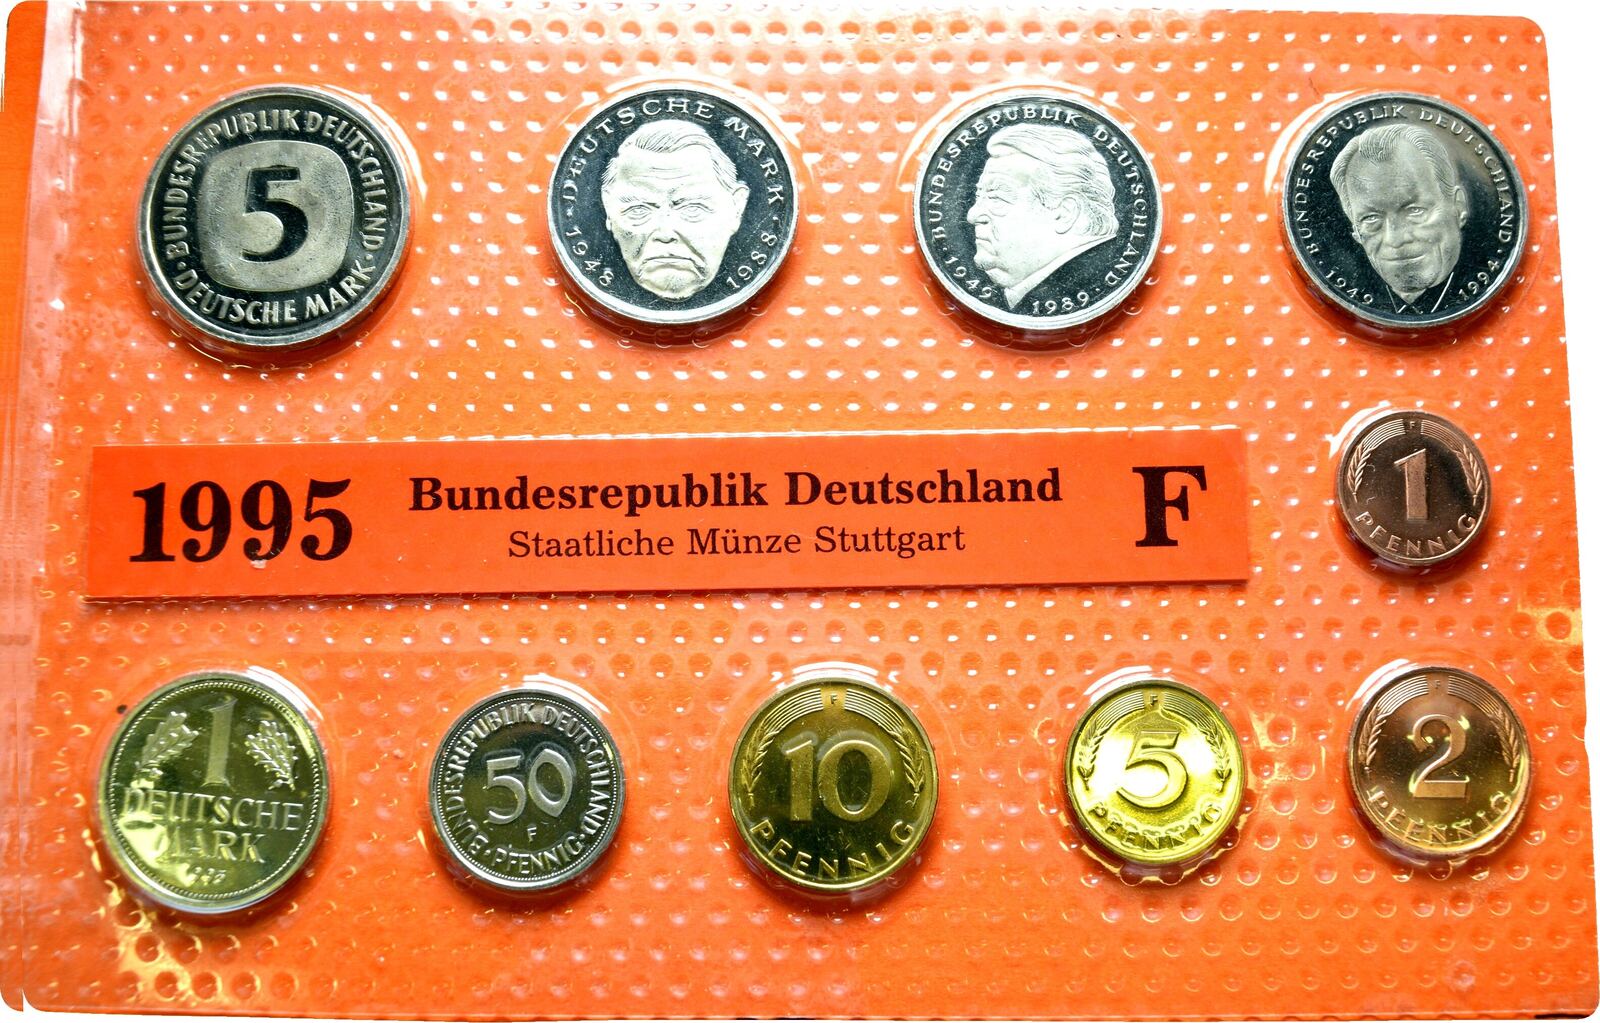 BUNDESREPUBLIK DEUTSCHLAND
5
DEUTSCHE MARK
DEUTSCHE MARK
1948 1988
BUNDESREPUBLIK DEUTSCHLAND
1949 1989
BUNDESREPUBLIK DEUTSCHLAND
1949 1994
1995
Bundesrepublik Deutschland
Staatliche Münze Stuttgart
F
F
1
PFENNIG
1
DEUTSCHE
MARK
1995
BUNDESREPUBLIK DEUTSCHLAND
50
F
PFENNIG
F
10
PFENNIG
F
5
PFENNIG
F
2
PFENNIG